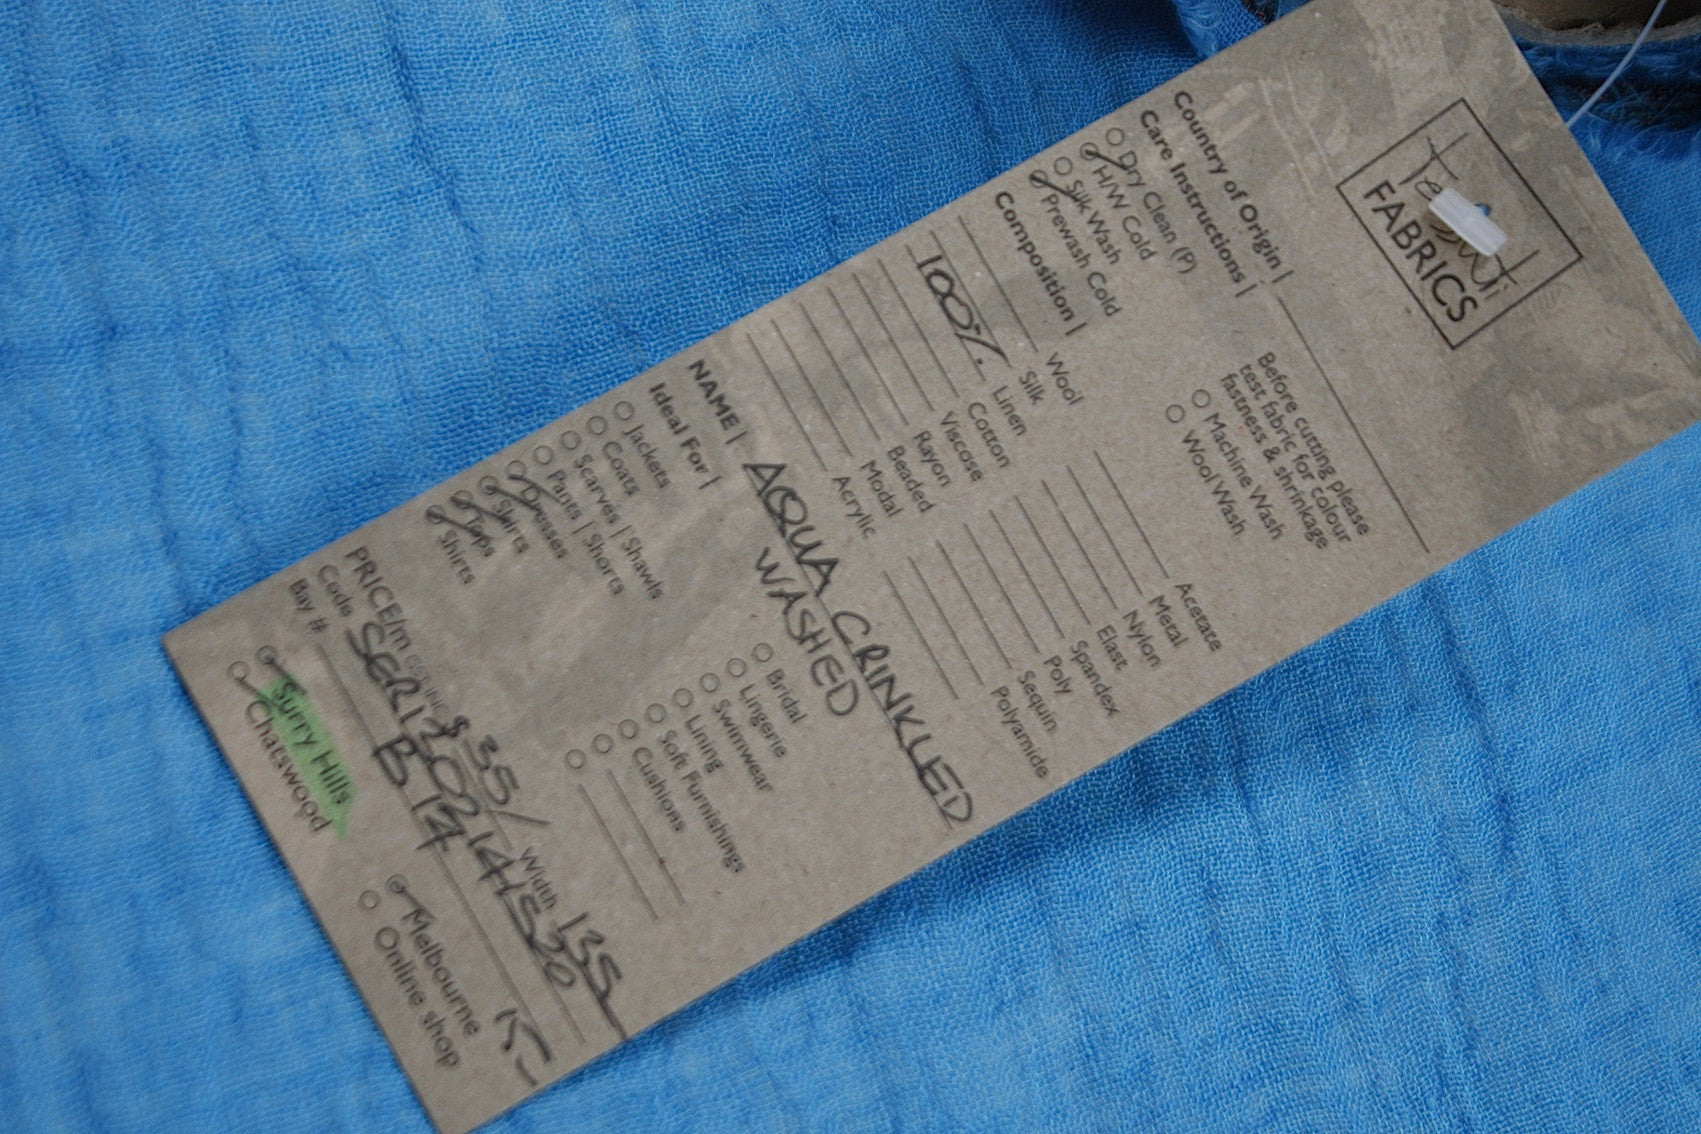 Tessuti
FABRICS
Country of Origin |
Care Instructions |
Before cutting please
test fabric for colour
fastness & shrinkage
Dry Clean (P)
H/W Cold
Silk Wash
Prewash Cold
Machine Wash
Wool Wash
Composition |
Wool
Silk
100% Linen
Cotton
Viscose
Rayon
Beaded
Modal
Acrylic
Acetate
Metal
Nylon
Elast
Spandex
Poly
Sequin
Polyamide
NAME | AQUA CRINKLED
WASHED
Ideal For |
Jackets
Coats
Scarves | Shawls
Pants | Shorts
Dresses
Skirts
Tops
Shirts
Bridal
Lingerie
Swimwear
Lining
Soft Furnishings
Cushions
PRICE/m $35/ Width 135
Code
Bay # B14
Surry Hills
Chatswood
Melbourne
Online shop